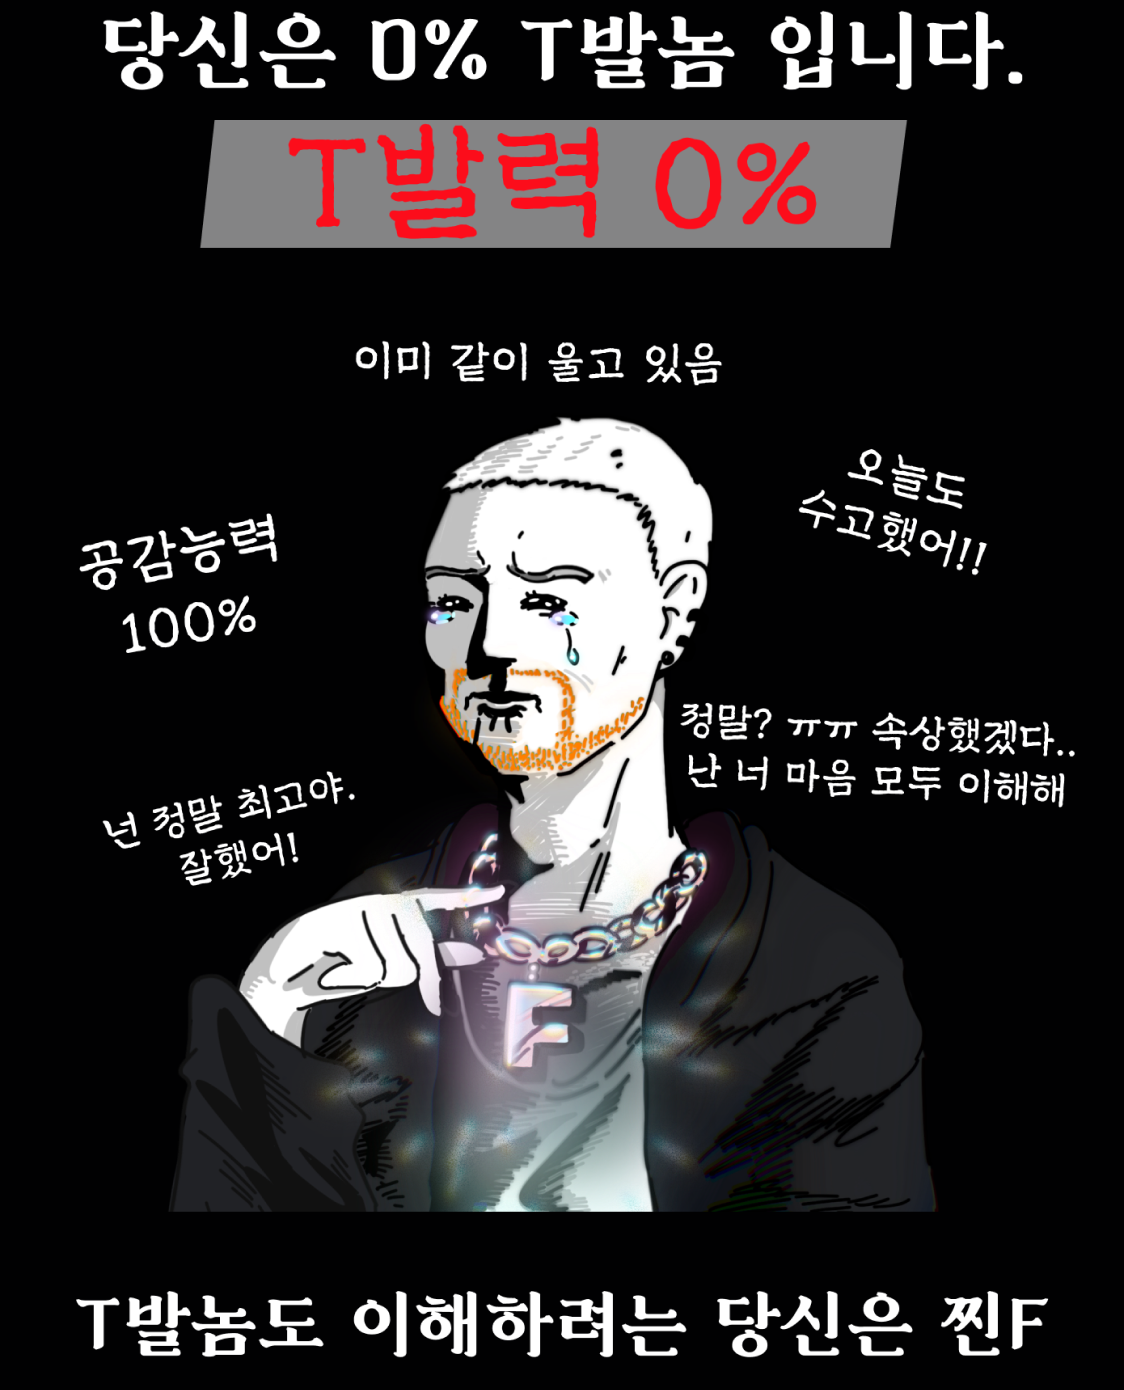 당신은 0% T발놈 입니다.
T발력 0%
이미 같이 울고 있음
오늘도
수고했어!!
공감능력
100%
정말? ㅠㅠ 속상했겠다..
난 너 마음 모두 이해해
넌 정말 최고야.
잘했어!
F
T발놈도 이해하려는 당신은 찐F